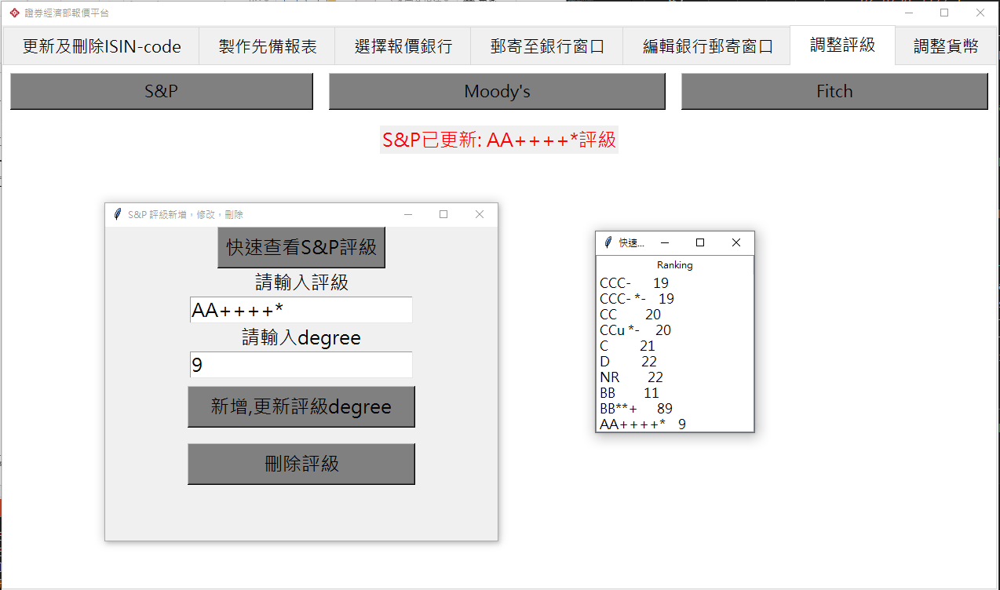 證券經濟部報價平台
更新及刪除ISIN-code 製作先備報表 選擇報價銀行 郵寄至銀行窗口 編輯銀行郵寄窗口 調整評級 調整貨幣
S&P Moody's Fitch
S&P已更新: AA++++*評級
S&P 評級新增，修改，刪除
快速查看S&P評級
請輸入評級
AA++++*
請輸入degree
9
新增,更新評級degree
刪除評級
快速...
Ranking
CCC- 19
CCC- *- 19
CC 20
CCu *- 20
C 21
D 22
NR 22
BB 11
BB**+ 89
AA++++* 9